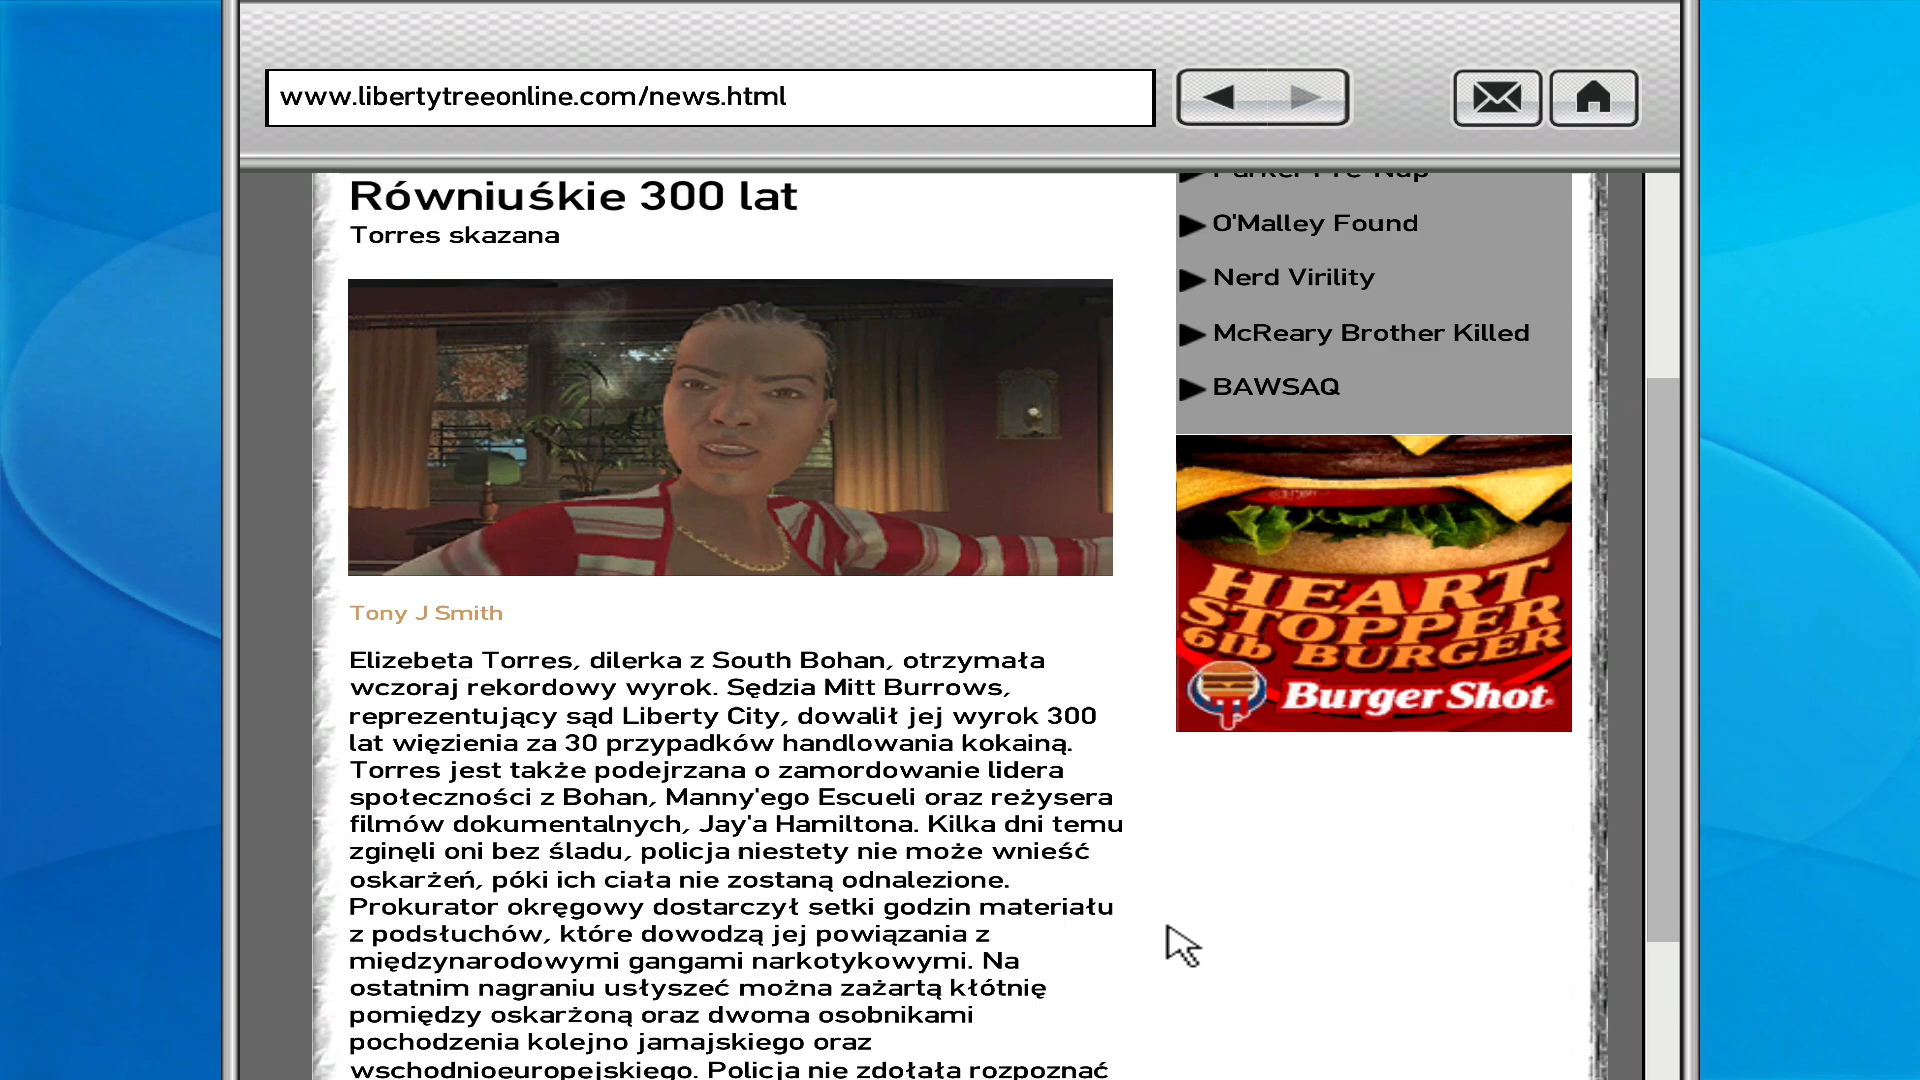 www.libertytreeonline.com/news.html
Równiuśkie 300 lat
Torres skazana
Tony J Smith
Elizebeta Torres, dilerka z South Bohan, otrzymała
wczoraj rekordowy wyrok. Sędzia Mitt Burrows,
reprezentujący sąd Liberty City, dowalił jej wyrok 300
lat więzienia za 30 przypadków handlowania kokainą.
Torres jest także podejrzana o zamordowanie lidera
społeczności z Bohan, Manny'ego Escueli oraz reżysera
filmów dokumentalnych, Jay'a Hamiltona. Kilka dni temu
zginęli oni bez śladu, policja niestety nie może wnieść
oskarżeń, póki ich ciała nie zostaną odnalezione.
Prokurator okręgowy dostarczył setki godzin materiału
z podsłuchów, które dowodzą jej powiązania z
międzynarodowymi gangami narkotykowymi. Na
ostatnim nagraniu usłyszeć można zażartą kłótnię
pomiędzy oskarżoną oraz dwoma osobnikami
pochodzenia kolejno jamajskiego oraz
wschodnioeuropejskiego. Policja nie zdołała rozpoznać
Parker Pre-Nup
O'Malley Found
Nerd Virility
McReary Brother Killed
BAWSAQ
HEART
STOPPER
6lb BURGER
Burger Shot